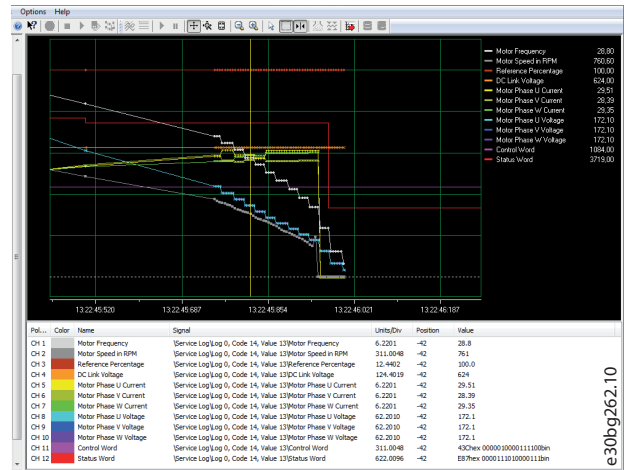 Options Help
Motor Frequency 28,80
Motor Speed in RPM 760,60
Reference Percentage 100,00
DC Link Voltage 624,00
Motor Phase U Current 29,51
Motor Phase V Current 28,39
Motor Phase W Current 29,35
Motor Phase U Voltage 172,10
Motor Phase V Voltage 172,10
Motor Phase W Voltage 172,10
Control Word 1084,00
Status Word 3719,00
13:22:45:520 13:22:45:687 13:22:45:854 13:22:46:021 13:22:46:187
Pol... Color Name Signal Units/Div Position Value
CH 1 Motor Frequency \Service Log\Log 0, Code 14, Value 13\Motor Frequency 6.2201 -42 28.8
CH 2 Motor Speed in RPM \Service Log\Log 0, Code 14, Value 13\Motor Speed in RPM 311.0048 -42 761
CH 3 Reference Percentage \Service Log\Log 0, Code 14, Value 13\Reference Percentage 12.4402 -42 100.0
CH 4 DC Link Voltage \Service Log\Log 0, Code 14, Value 13\DC Link Voltage 124.4019 -42 624
CH 5 Motor Phase U Current \Service Log\Log 0, Code 14, Value 13\Motor Phase U Current 6.2201 -42 29.51
CH 6 Motor Phase V Current \Service Log\Log 0, Code 14, Value 13\Motor Phase V Current 6.2201 -42 28.39
CH 7 Motor Phase W Current \Service Log\Log 0, Code 14, Value 13\Motor Phase W Current 6.2201 -42 29.35
CH 8 Motor Phase U Voltage \Service Log\Log 0, Code 14, Value 13\Motor Phase U Voltage 62.2010 -42 172.1
CH 9 Motor Phase V Voltage \Service Log\Log 0, Code 14, Value 13\Motor Phase V Voltage 62.2010 -42 172.1
CH 10 Motor Phase W Voltage \Service Log\Log 0, Code 14, Value 13\Motor Phase W Voltage 62.2010 -42 172.1
CH 11 Control Word \Service Log\Log 0, Code 14, Value 13\Control Word 311.0048 -42 43Chex 0000010000111100bin
CH 12 Status Word \Service Log\Log 0, Code 14, Value 13\Status Word 622.0096 -42 E87hex 0000111010000111bin
e30bg262.10